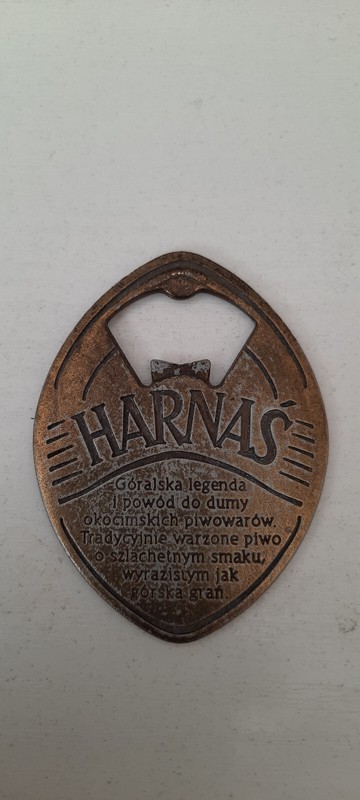 HARNAŚ
Góralska legenda
i powód do dumy
okocimskich piwowarów.
Tradycyjnie warzone piwo
o szlachetnym smaku,
wyrazistym jak
górska grań.